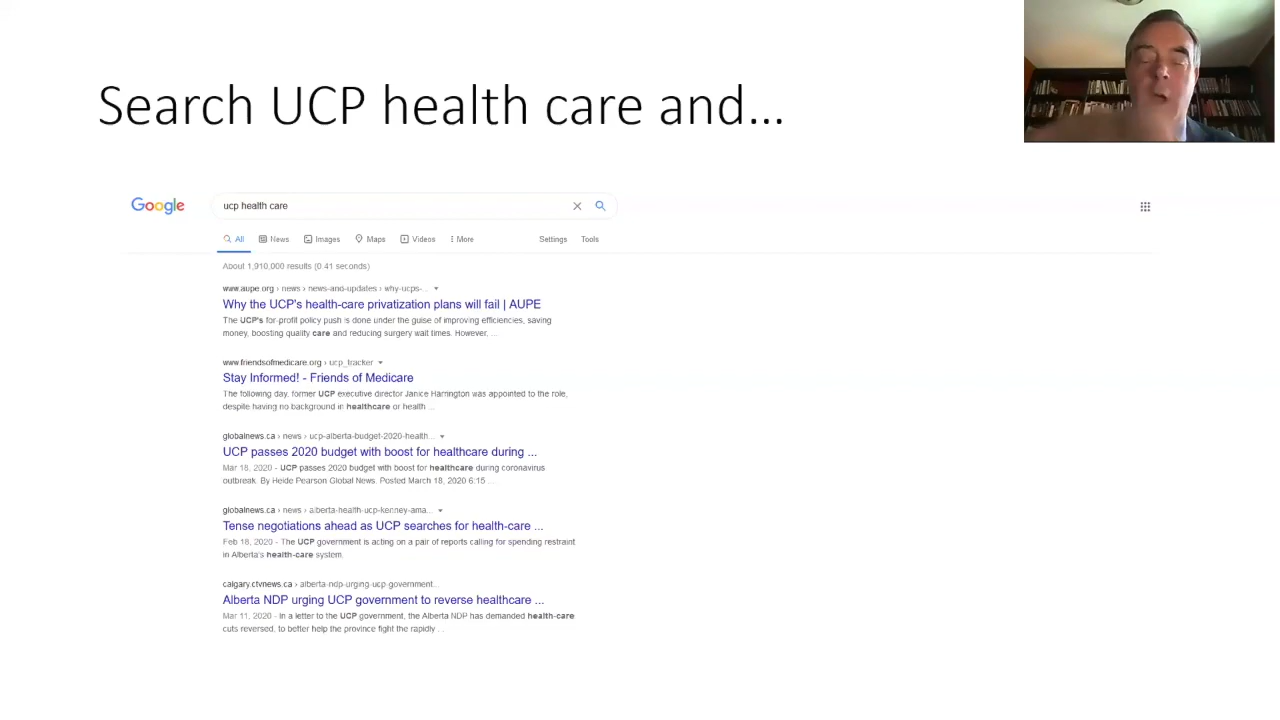 Search UCP health care and...
Google
ucp health care
All News Images Maps Videos More Settings Tools
About 1,910,000 results (0.41 seconds)
www.aupe.org › news › news-and-updates › why-ucps-...
Why the UCP's health-care privatization plans will fail | AUPE
The UCP's for-profit policy push is done under the guise of improving efficiencies, saving
money, boosting quality care and reducing surgery wait times. However, ...
www.friendsofmedicare.org › ucp_tracker
Stay Informed! - Friends of Medicare
The following day, former UCP executive director Janice Harrington was appointed to the role,
despite having no background in healthcare or health ...
globalnews.ca › news › ucp-alberta-budget-2020-health...
UCP passes 2020 budget with boost for healthcare during ...
Mar 18, 2020 - UCP passes 2020 budget with boost for healthcare during coronavirus
outbreak. By Heide Pearson Global News. Posted March 18, 2020 6:15 ...
globalnews.ca › news › alberta-health-ucp-kenney-ama...
Tense negotiations ahead as UCP searches for health-care ...
Feb 18, 2020 - The UCP government is acting on a pair of reports calling for spending restraint
in Alberta's health-care system.
calgary.ctvnews.ca › alberta-ndp-urging-ucp-government...
Alberta NDP urging UCP government to reverse healthcare ...
Mar 11, 2020 - In a letter to the UCP government, the Alberta NDP has demanded health-care
cuts reversed, to better help the province fight the rapidly ...